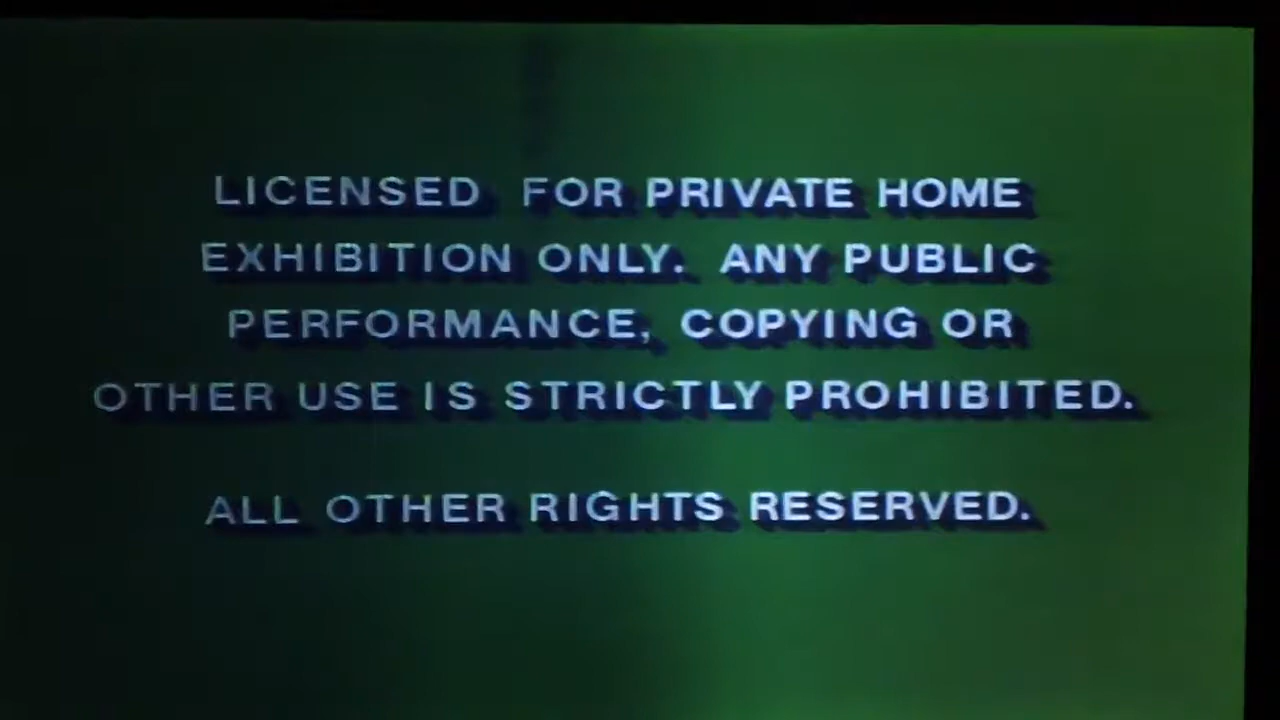 LICENSED FOR PRIVATE HOME
EXHIBITION ONLY. ANY PUBLIC
PERFORMANCE, COPYING OR
OTHER USE IS STRICTLY PROHIBITED.
ALL OTHER RIGHTS RESERVED.